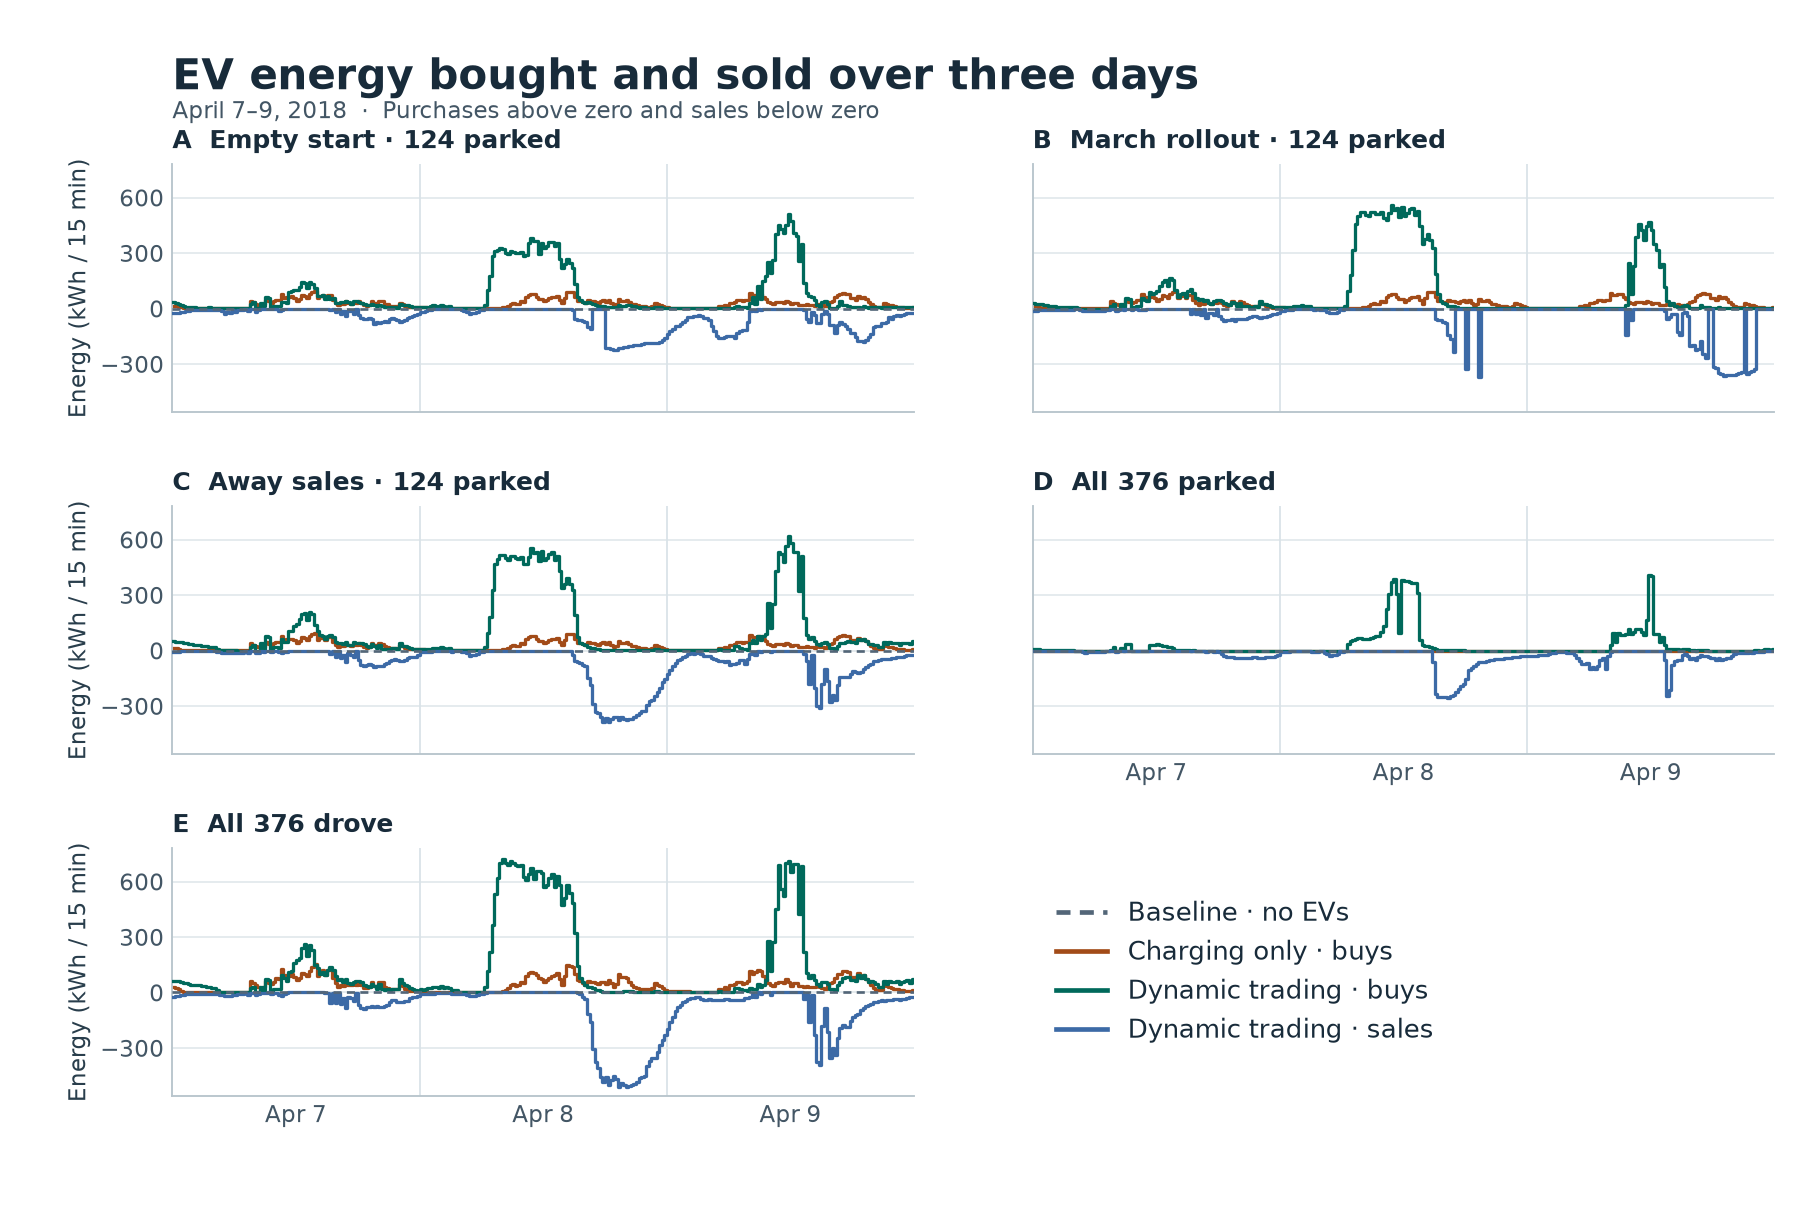 EV energy bought and sold over three days
April 7–9, 2018 · Purchases above zero and sales below zero
A Empty start · 124 parked
Energy (kWh / 15 min)
600
300
0
−300
B March rollout · 124 parked
C Away sales · 124 parked
Energy (kWh / 15 min)
600
300
0
−300
D All 376 parked
Apr 7
Apr 8
Apr 9
E All 376 drove
Energy (kWh / 15 min)
600
300
0
−300
Apr 7
Apr 8
Apr 9
Baseline · no EVs
Charging only · buys
Dynamic trading · buys
Dynamic trading · sales